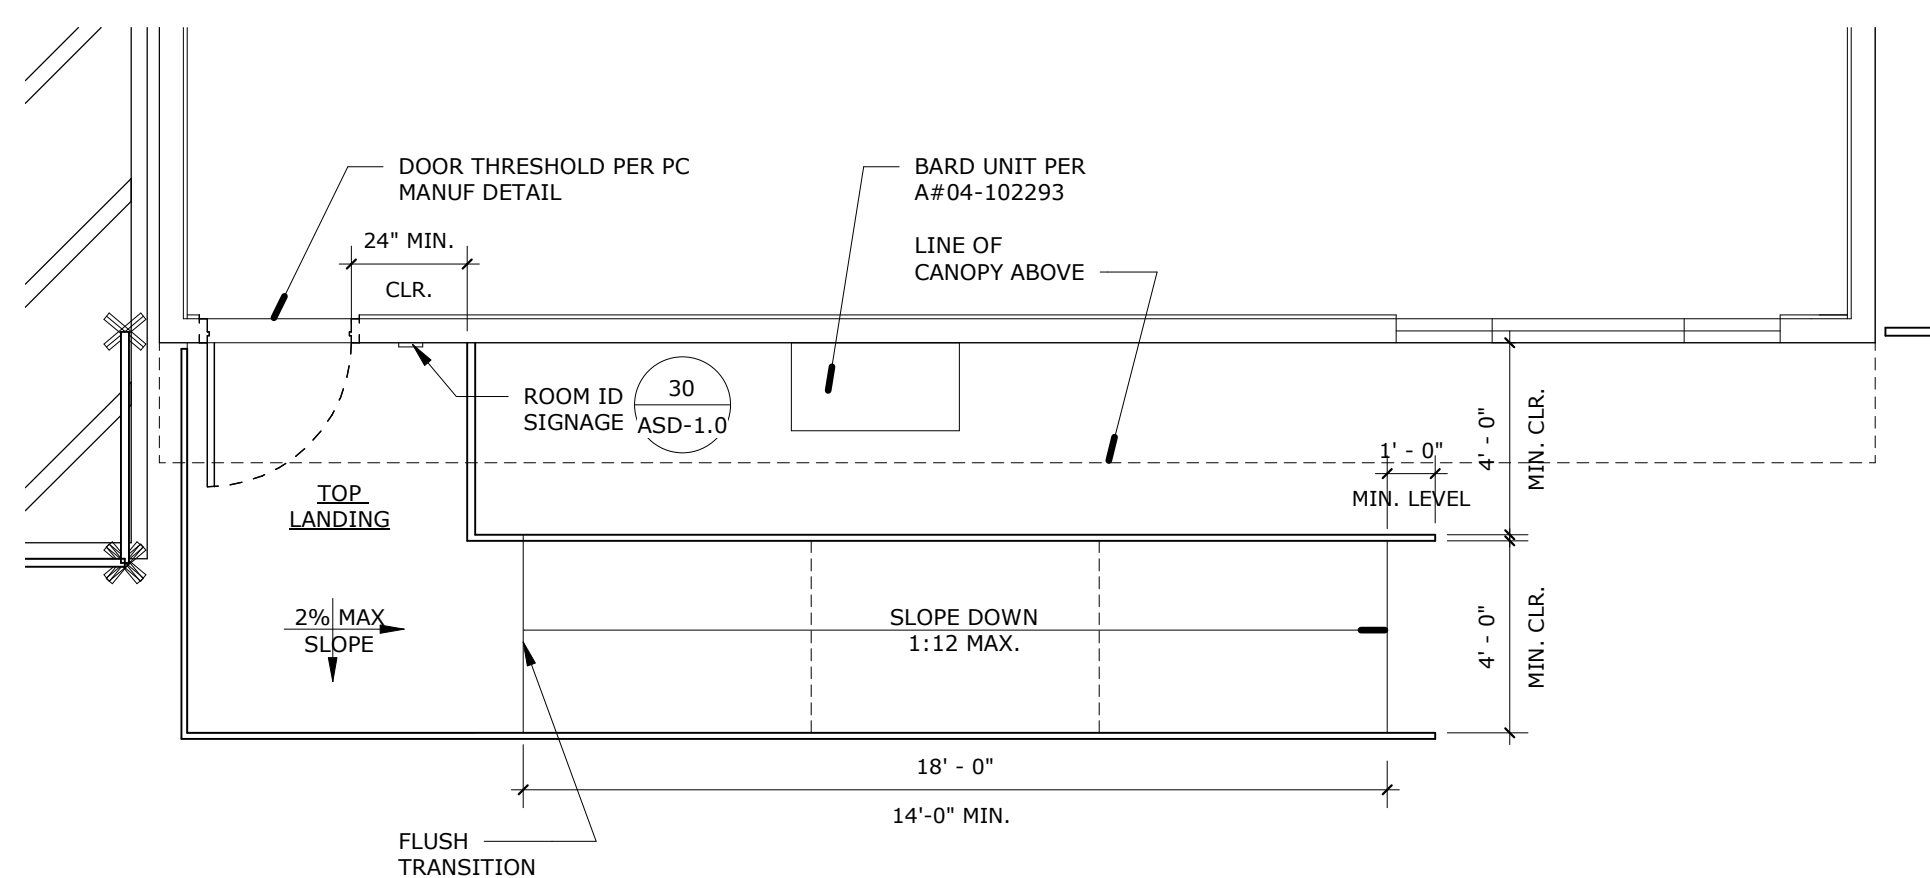 DOOR THRESHOLD PER PC
MANUF DETAIL
BARD UNIT PER
A#04-102293
24" MIN.
CLR.
LINE OF
CANOPY ABOVE
ROOM ID
SIGNAGE
30
ASD-1.0
1' - 0"
MIN. LEVEL
4' - 0"
MIN. CLR.
TOP
LANDING
2% MAX
SLOPE
SLOPE DOWN
1:12 MAX.
4' - 0"
MIN. CLR.
18' - 0"
14'-0" MIN.
FLUSH
TRANSITION